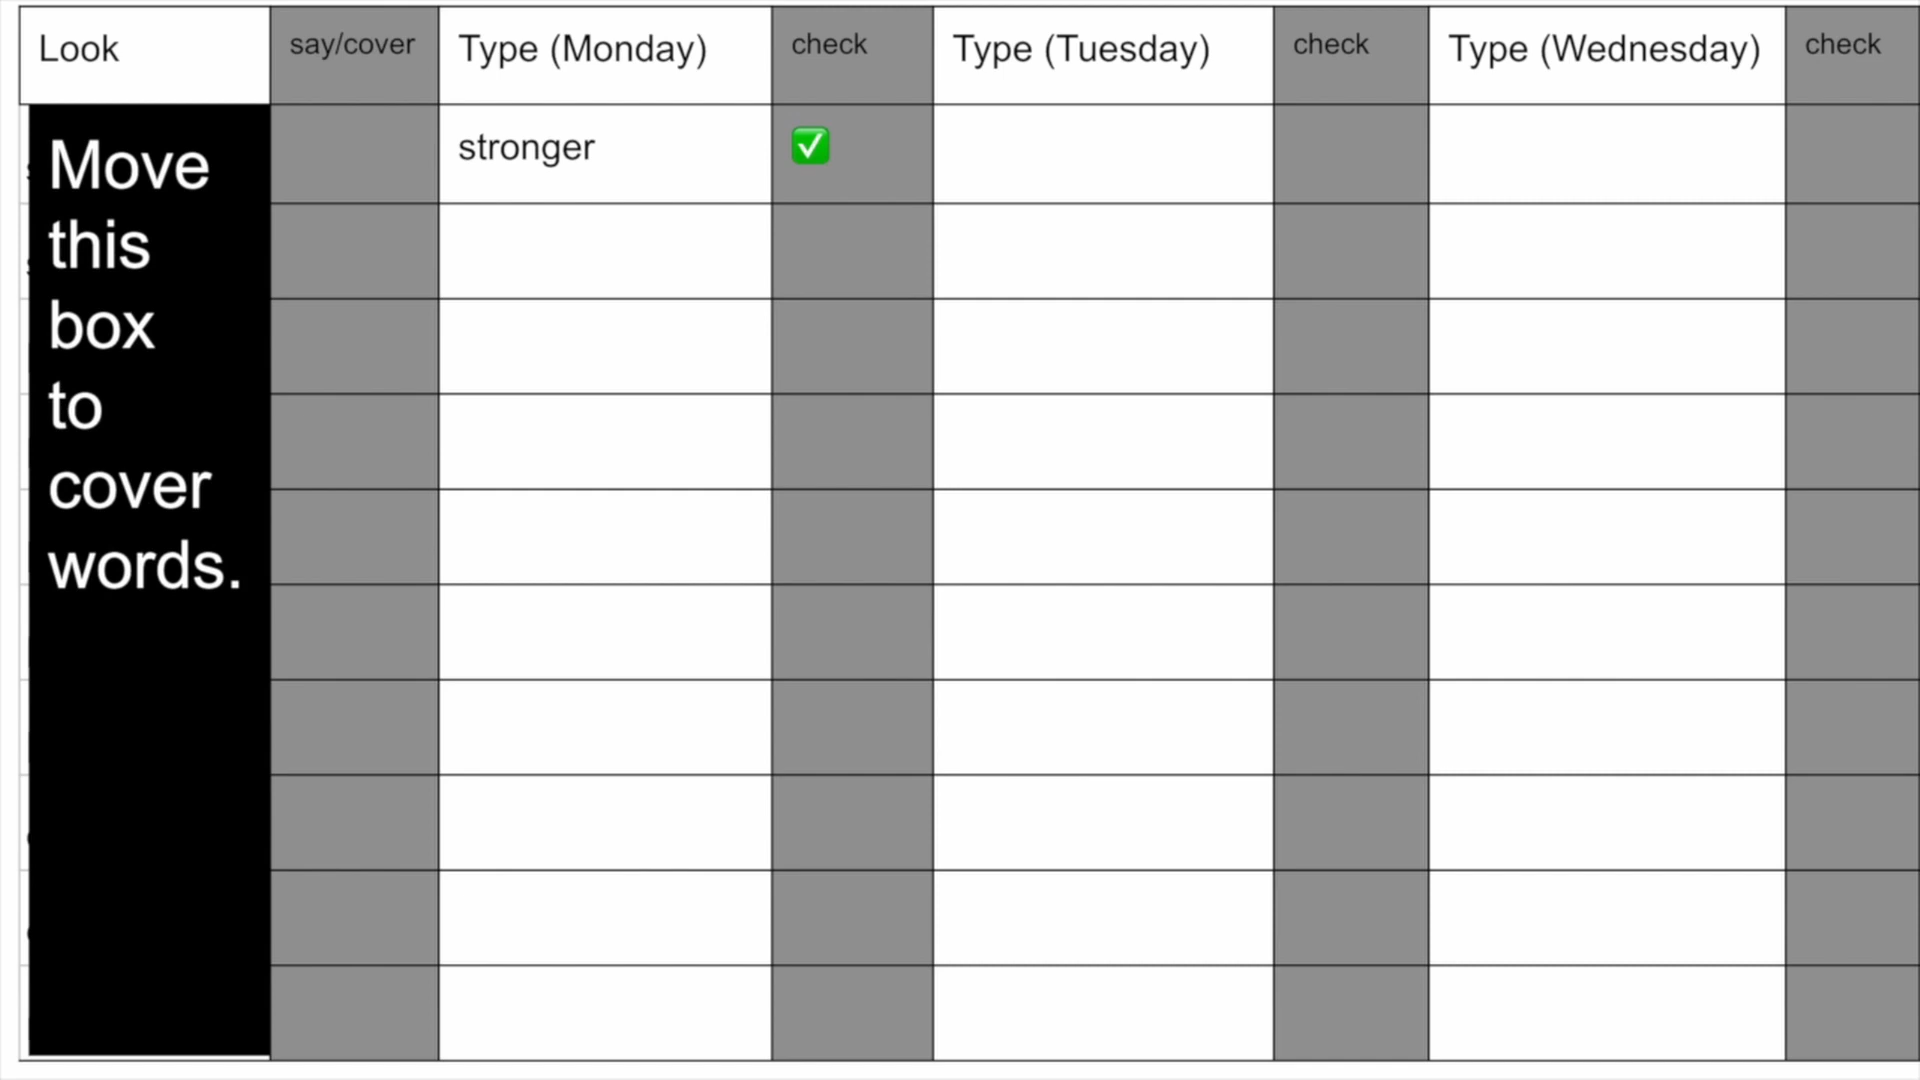 Look say/cover Type (Monday) check Type (Tuesday) check Type (Wednesday) check
Move
this
box
to
cover
words.
stronger ✅